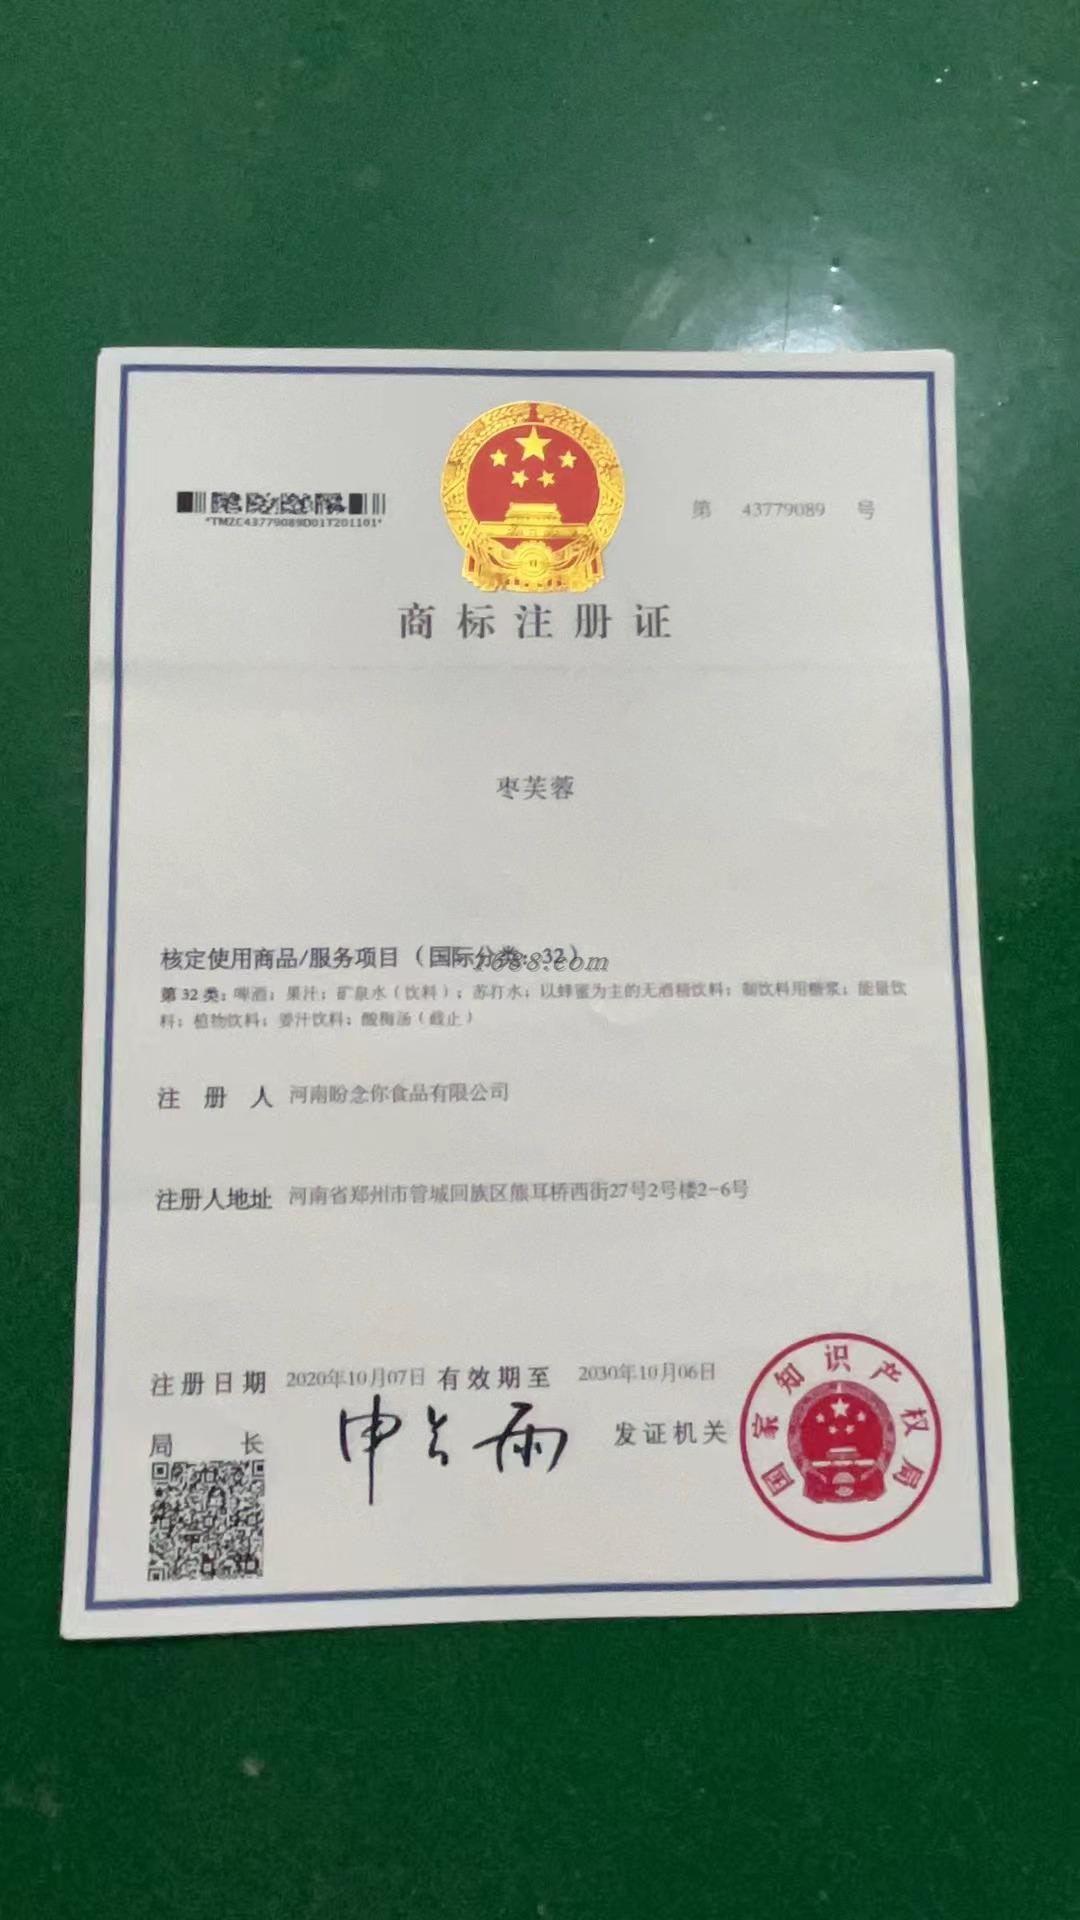 *TMZC43779089D01T201101*
第 43779089 号
商标注册证
枣芙蓉
核定使用商品/服务项目（国际分类：32）
1688.com
第 32 类：啤酒；果汁；矿泉水（饮料）；苏打水；以蜂蜜为主的无酒精饮料；制饮料用糖浆；能量饮
料；植物饮料；姜汁饮料；酸梅汤（截止）
注册人 河南盼念你食品有限公司
注册人地址 河南省郑州市管城回族区熊耳桥西街27号2号楼2-6号
注册日期 2020年10月07日 有效期至 2030年10月06日
局长 申长雨 发证机关
国家知识产权局